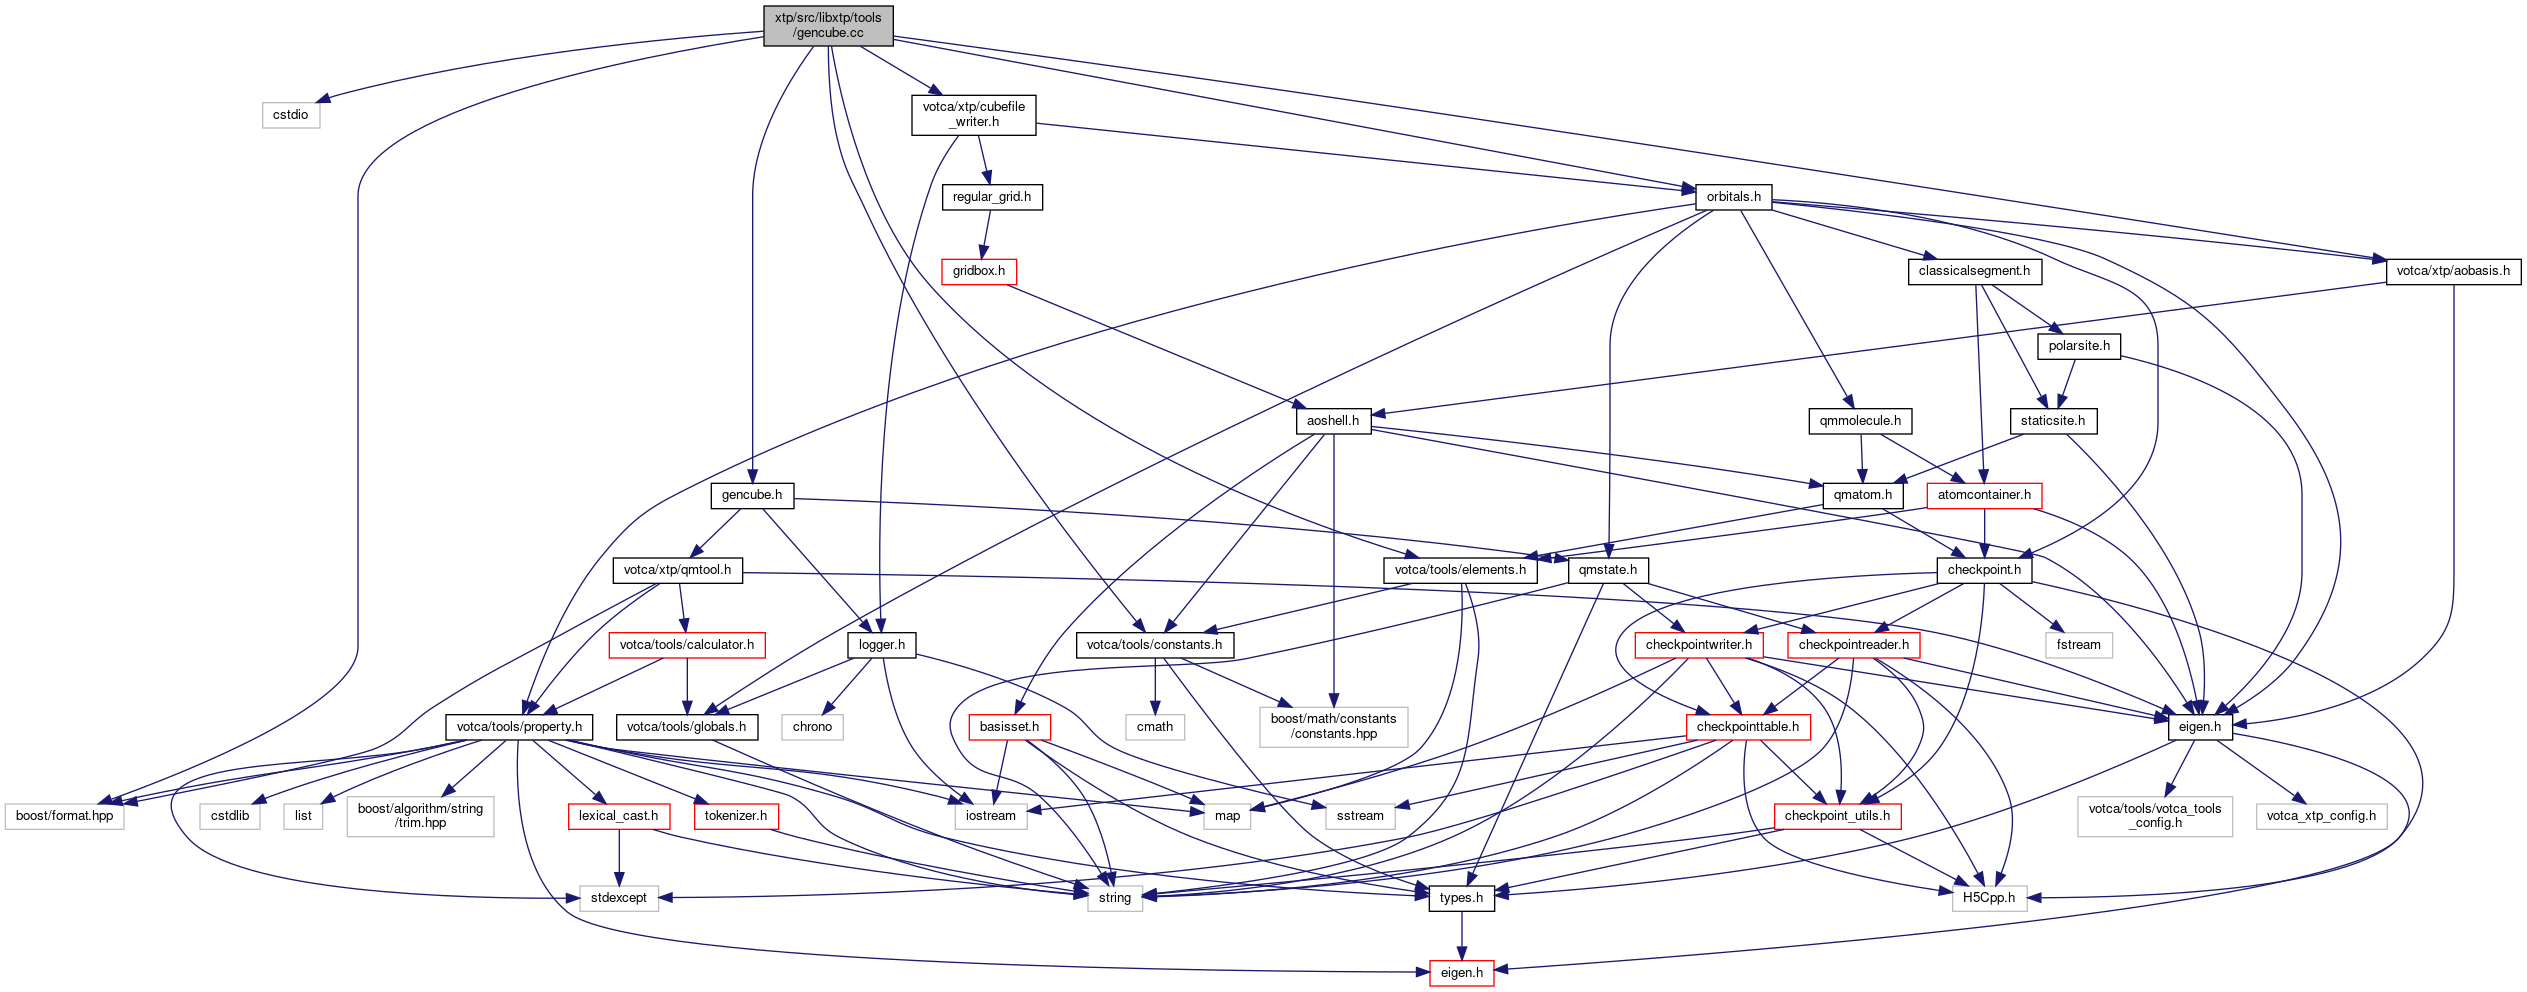 xtp/src/libxtp/tools
/gencube.cc
cstdio
votca/xtp/cubefile
_writer.h
regular_grid.h
orbitals.h
gridbox.h
classicalsegment.h
votca/xtp/aobasis.h
polarsite.h
aoshell.h
qmmolecule.h
staticsite.h
gencube.h
qmatom.h
atomcontainer.h
votca/xtp/qmtool.h
votca/tools/elements.h
qmstate.h
checkpoint.h
votca/tools/calculator.h
logger.h
votca/tools/constants.h
checkpointwriter.h
checkpointreader.h
fstream
votca/tools/property.h
votca/tools/globals.h
chrono
basisset.h
cmath
boost/math/constants
/constants.hpp
checkpointtable.h
eigen.h
boost/format.hpp
cstdlib
list
boost/algorithm/string
/trim.hpp
lexical_cast.h
tokenizer.h
iostream
map
sstream
checkpoint_utils.h
votca/tools/votca_tools
_config.h
votca_xtp_config.h
stdexcept
string
types.h
H5Cpp.h
eigen.h